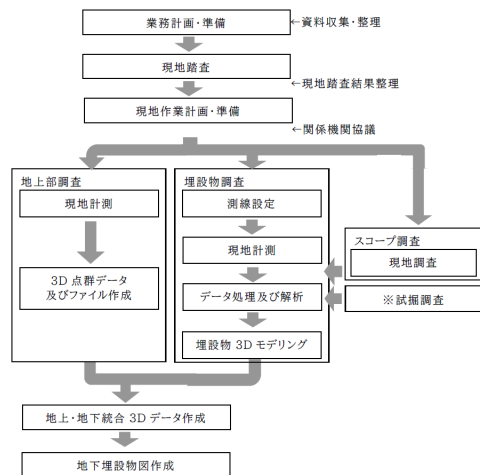 業務計画・準備
←資料収集・整理
現地踏査
←現地踏査結果整理
現地作業計画・準備
←関係機関協議
地上部調査
現地計測
3D 点群データ
及びファイル作成
埋設物調査
測線設定
現地計測
データ処理及び解析
埋設物 3D モデリング
スコープ調査
現地調査
※試掘調査
地上・地下統合 3D データ作成
地下埋設物図作成